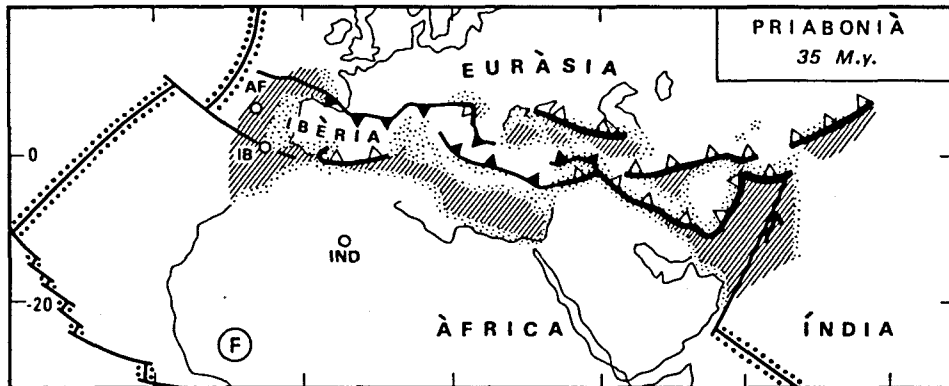 PRIABONIÀ
35 M.y.
EURÀSIA
AF
IBÈRIA
IB
0
IND
-20
ÀFRICA
ÍNDIA
F